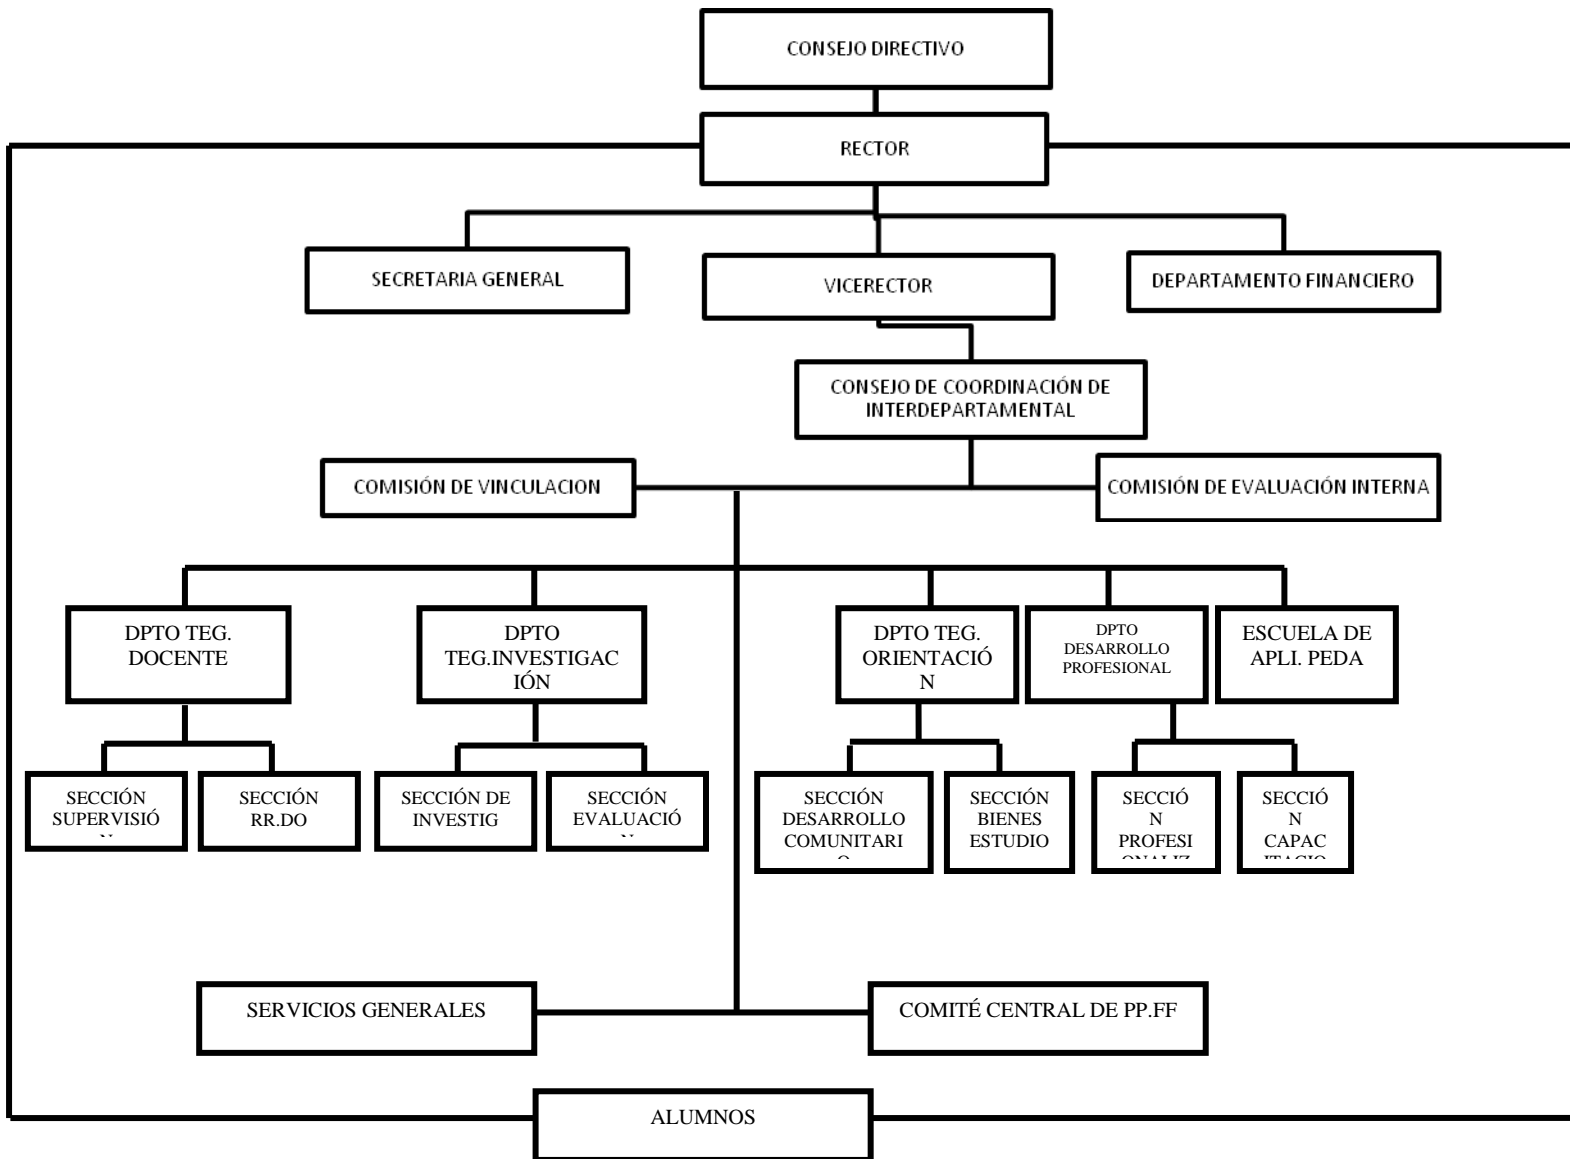 CONSEJO DIRECTIVO
RECTOR
SECRETARIA GENERAL
VICERECTOR
DEPARTAMENTO FINANCIERO
CONSEJO DE COORDINACIÓN DE
INTERDEPARTAMENTAL
COMISIÓN DE VINCULACION
COMISIÓN DE EVALUACIÓN INTERNA
DPTO TEG.
DOCENTE
DPTO
TEG.INVESTIGAC
IÓN
DPTO TEG.
ORIENTACIÓ
N
DPTO
DESARROLLO
PROFESIONAL
ESCUELA DE
APLI. PEDA
SECCIÓN
SUPERVISIÓ
N
SECCIÓN
RR.DO
SECCIÓN DE
INVESTIG
SECCIÓN
EVALUACIÓ
N
SECCIÓN
DESARROLLO
COMUNITARI
O
SECCIÓN
BIENES
ESTUDIO
SECCIÓ
N
PROFESI
ONALIZ
SECCIÓ
N
CAPAC
ITACIO
SERVICIOS GENERALES
COMITÉ CENTRAL DE PP.FF
ALUMNOS